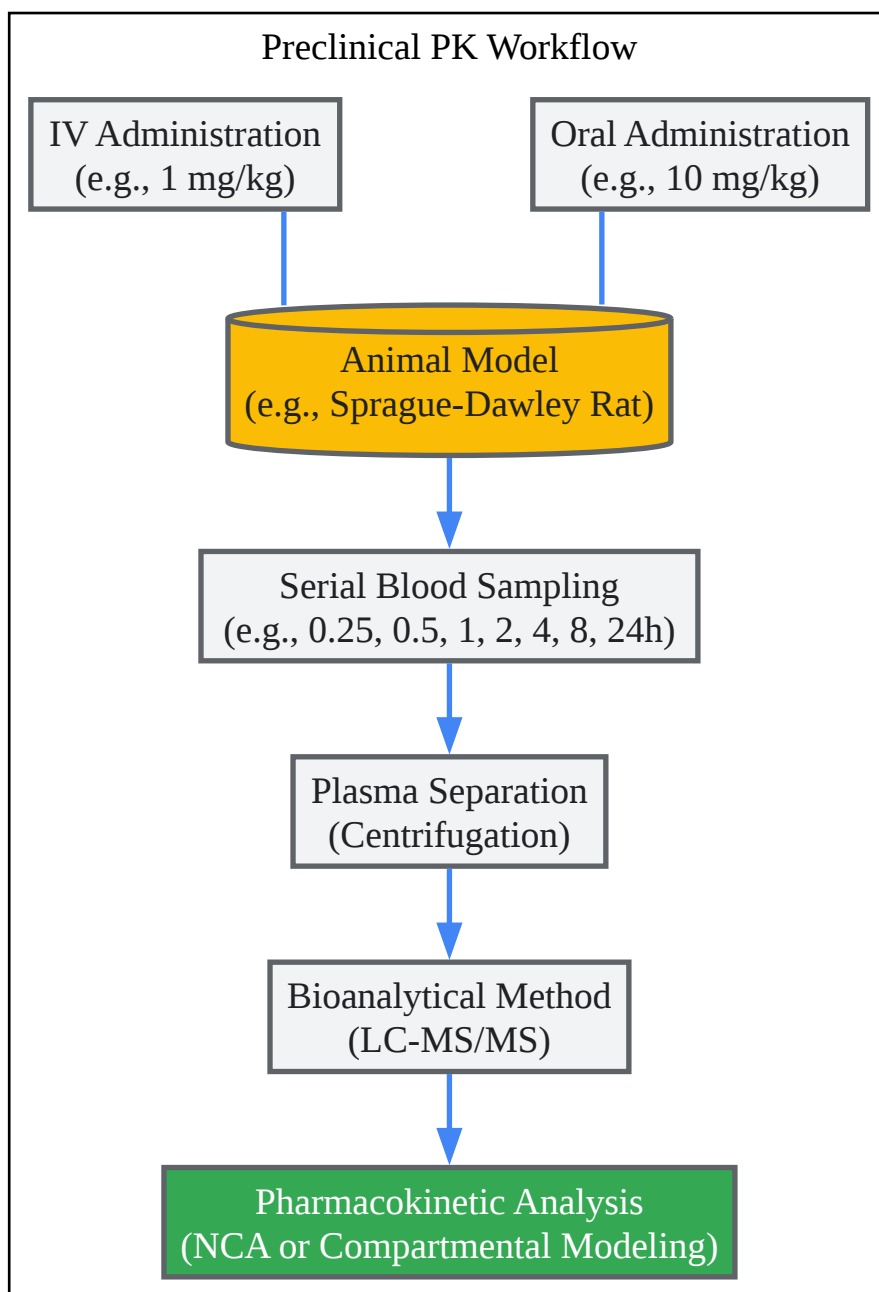 Preclinical PK Workflow
IV Administration
(e.g., 1 mg/kg)
Oral Administration
(e.g., 10 mg/kg)
Animal Model
(e.g., Sprague-Dawley Rat)
Serial Blood Sampling
(e.g., 0.25, 0.5, 1, 2, 4, 8, 24h)
Plasma Separation
(Centrifugation)
Bioanalytical Method
(LC-MS/MS)
Pharmacokinetic Analysis
(NCA or Compartmental Modeling)